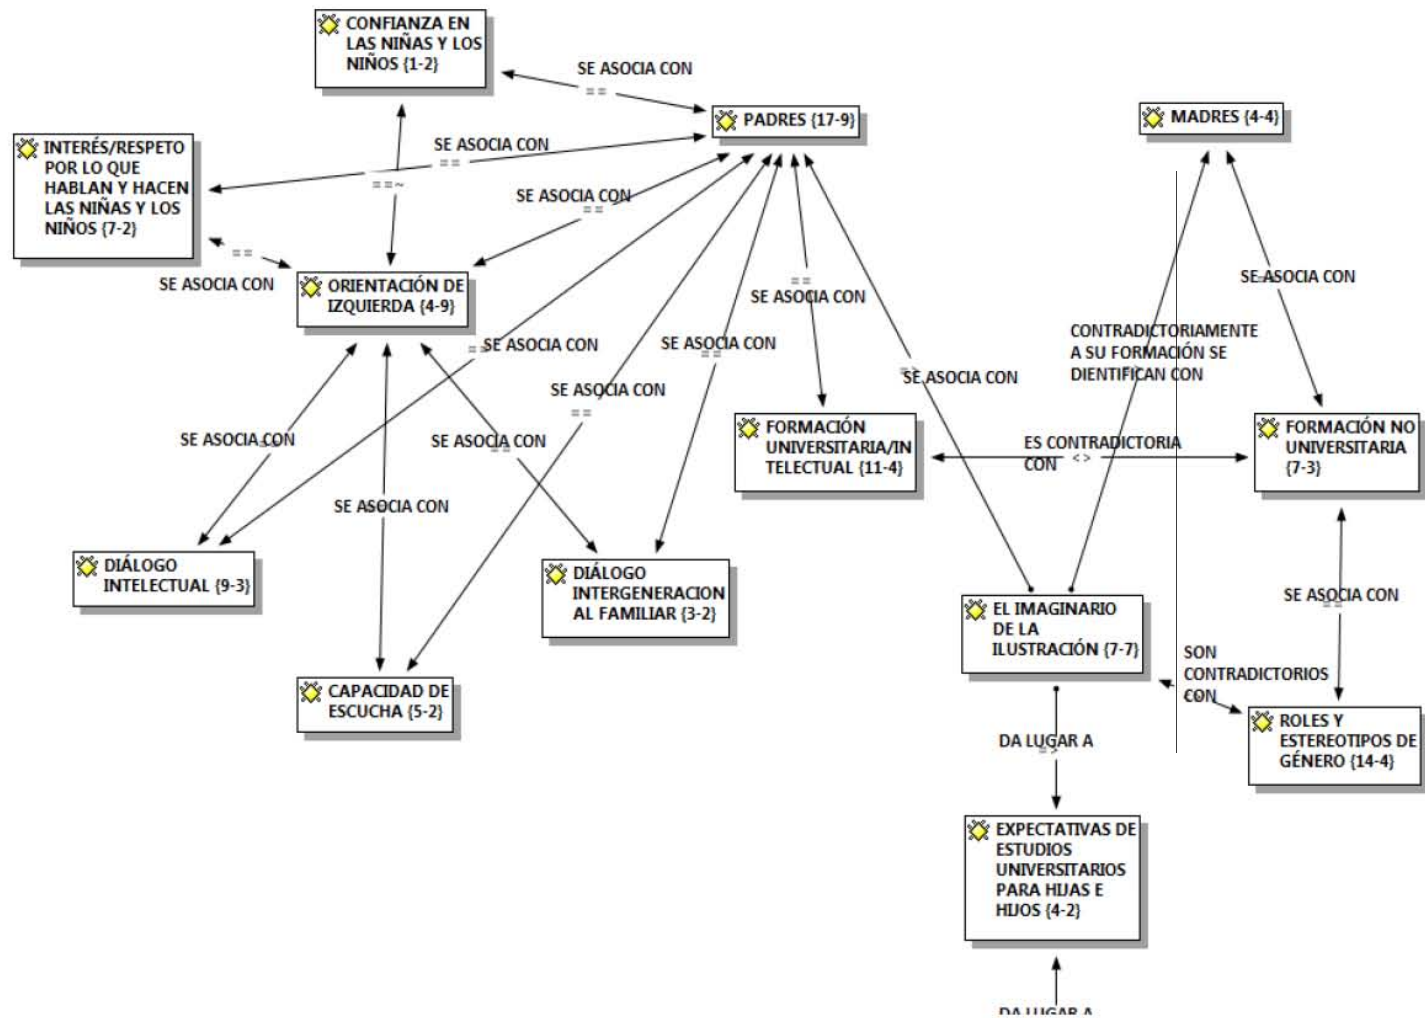 CONFIANZA EN
LAS NIÑAS Y LOS
NIÑOS {1-2}
SE ASOCIA CON
==
PADRES {17-9}
MADRES {4-4}
INTERÉS/RESPETO
POR LO QUE
HABLAN Y HACEN
LAS NIÑAS Y LOS
NIÑOS {7-2}
SE ASOCIA CON
==
==~
SE ASOCIA CON
==
==
SE ASOCIA CON
ORIENTACIÓN DE
IZQUIERDA {4-9}
==
SE ASOCIA CON
SE ASOCIA CON
CONTRADICTORIAMENTE
A SU FORMACIÓN SE
DIENTIFICAN CON
==
SE ASOCIA CON
SE ASOCIA CON
==
SE ASOCIA CON
SE ASOCIA CON
==
FORMACIÓN
UNIVERSITARIA/IN
TELECTUAL {11-4}
ES CONTRADICTORIA
CON
<>
FORMACIÓN NO
UNIVERSITARIA
{7-3}
SE ASOCIA CON
SE ASOCIA CON
==
SE ASOCIA CON
DIÁLOGO
INTELECTUAL {9-3}
DIÁLOGO
INTERGENERACION
AL FAMILIAR {3-2}
EL IMAGINARIO
DE LA
ILUSTRACIÓN {7-7}
SE ASOCIA CON
==
SON
CONTRADICTORIOS
CON
CAPACIDAD DE
ESCUCHA {5-2}
ROLES Y
ESTEREOTIPOS DE
GÉNERO {14-4}
DA LUGAR A
=>
EXPECTATIVAS DE
ESTUDIOS
UNIVERSITARIOS
PARA HIJAS E
HIJOS {4-2}
DA LUGAR A